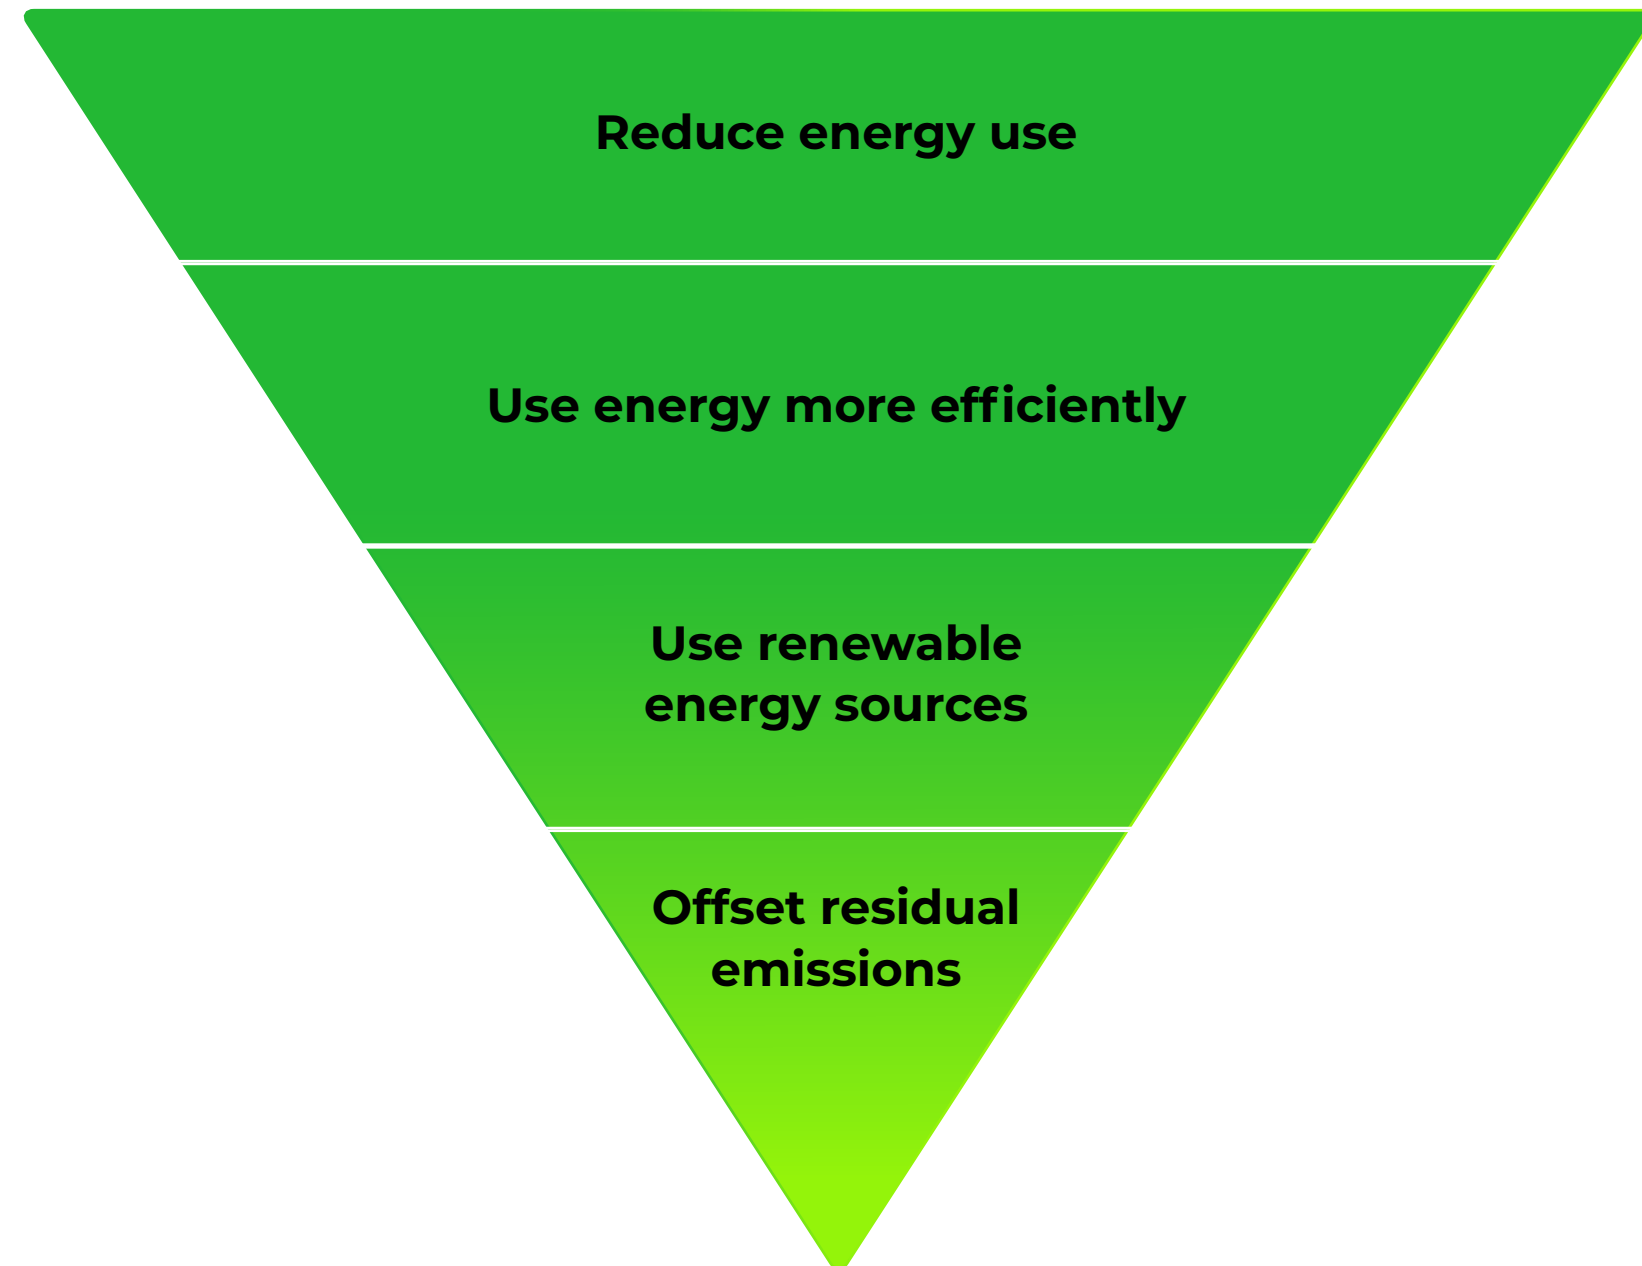 Reduce energy use
Use energy more efficiently
Use renewable
energy sources
Offset residual
emissions